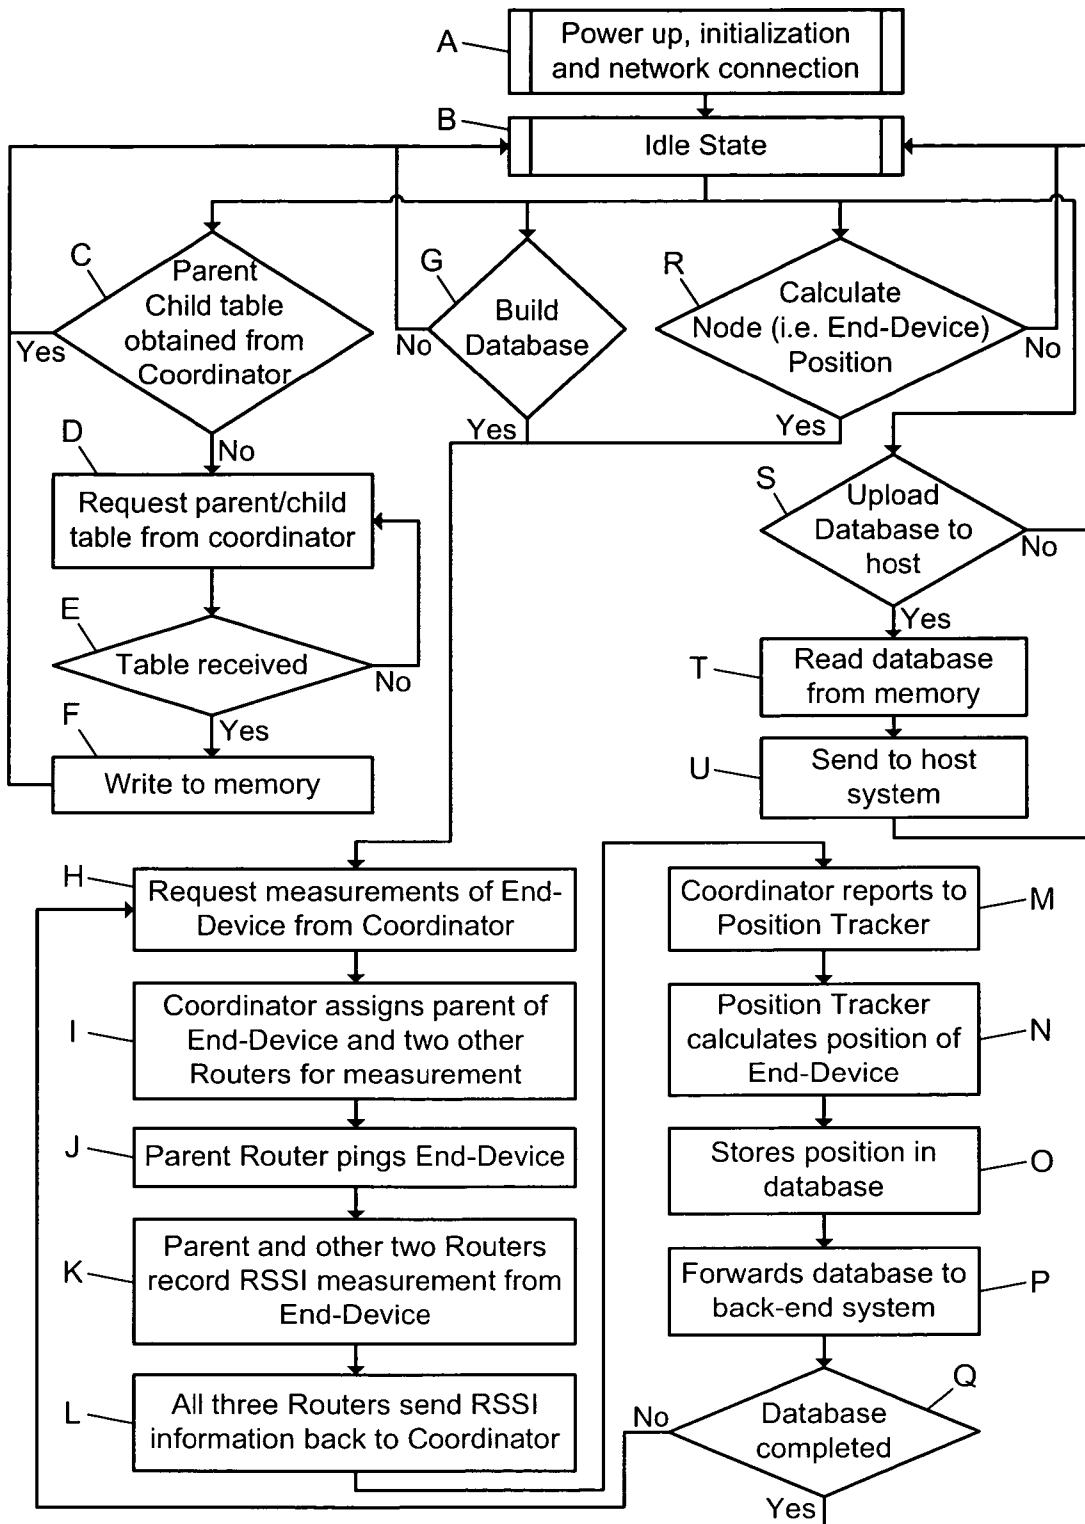 A
Power up, initialization
and network connection
B
Idle State
C
Parent
Child table
obtained from
Coordinator
Yes
No
G
Build
Database
No
Yes
R
Calculate
Node (i.e. End-Device)
Position
No
Yes
D
Request parent/child
table from coordinator
E
Table received
No
Yes
F
Write to memory
S
Upload
Database to
host
No
Yes
T
Read database
from memory
U
Send to host
system
H
Request measurements of End-
Device from Coordinator
I
Coordinator assigns parent of
End-Device and two other
Routers for measurement
J
Parent Router pings End-Device
K
Parent and other two Routers
record RSSI measurement from
End-Device
L
All three Routers send RSSI
information back to Coordinator
M
Coordinator reports to
Position Tracker
N
Position Tracker
calculates position of
End-Device
O
Stores position in
database
P
Forwards database to
back-end system
Q
Database
completed
No
Yes